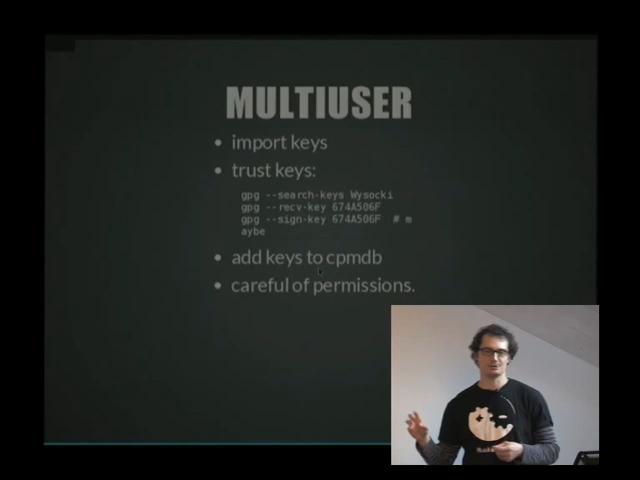 MULTIUSER
import keys
trust keys:
gpg --search-keys Wysocki
gpg --recv-key 674A506F
gpg --sign-key 674A506F # m
aybe
add keys to cpmdb
careful of permissions.